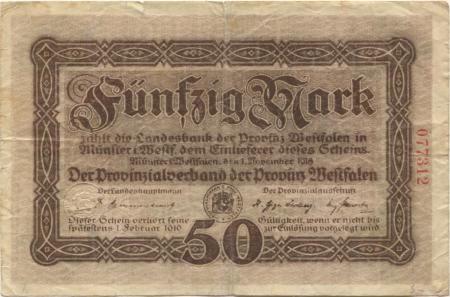 Fünfzig Mark
zahlt die Landesbank der Provinz Westfalen in
Münster i. Westf. dem Einlieferer dieses Scheins.
Münster i. Westfalen, den 1. November 1918
Der Provinzialverband der Provinz Westfalen
Der Landeshauptmann
Der Provinzialausschuß
Dieser Schein verliert seine
spätestens 1. Februar 1919
Gültigkeit, wenn er nicht bis
zur Einlösung vorgelegt wird.
50
077312